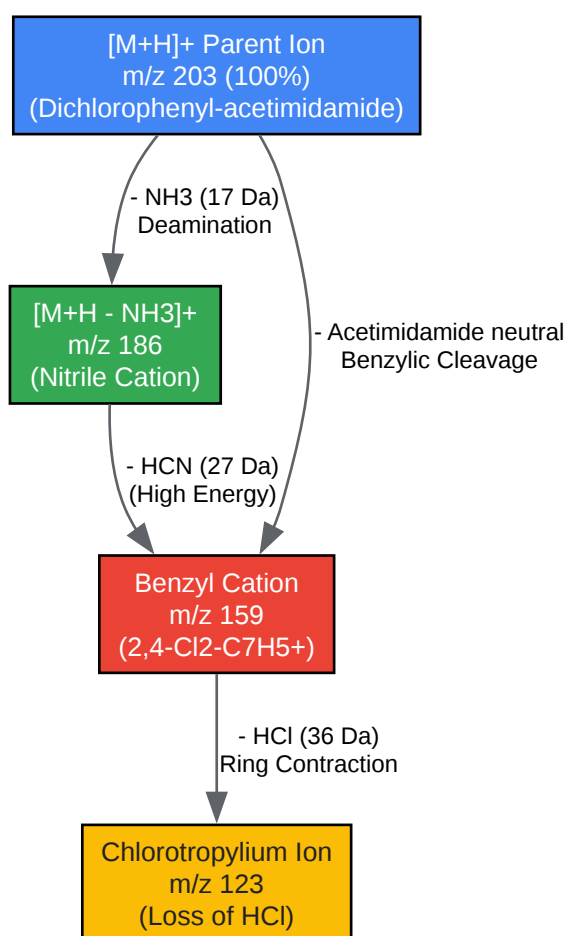 [M+H]+ Parent Ion
m/z 203 (100%)
(Dichlorophenyl-acetimidamide)
- NH3 (17 Da)
Deamination
[M+H - NH3]+
m/z 186
(Nitrile Cation)
- Acetimidamide neutral
Benzylic Cleavage
- HCN (27 Da)
(High Energy)
Benzyl Cation
m/z 159
(2,4-Cl2-C7H5+)
- HCl (36 Da)
Ring Contraction
Chlorotropylium Ion
m/z 123
(Loss of HCl)